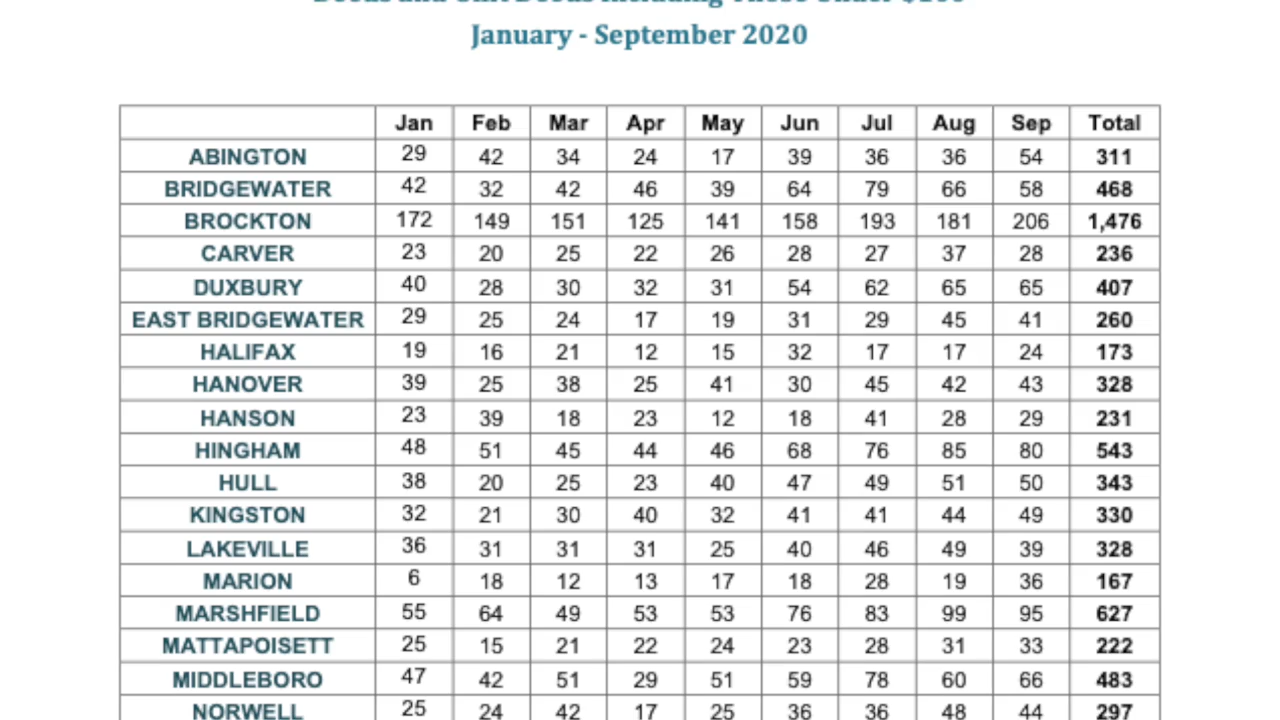 January - September 2020
Jan Feb Mar Apr May Jun Jul Aug Sep Total
ABINGTON 29 42 34 24 17 39 36 36 54 311
BRIDGEWATER 42 32 42 46 39 64 79 66 58 468
BROCKTON 172 149 151 125 141 158 193 181 206 1,476
CARVER 23 20 25 22 26 28 27 37 28 236
DUXBURY 40 28 30 32 31 54 62 65 65 407
EAST BRIDGEWATER 29 25 24 17 19 31 29 45 41 260
HALIFAX 19 16 21 12 15 32 17 17 24 173
HANOVER 39 25 38 25 41 30 45 42 43 328
HANSON 23 39 18 23 12 18 41 28 29 231
HINGHAM 48 51 45 44 46 68 76 85 80 543
HULL 38 20 25 23 40 47 49 51 50 343
KINGSTON 32 21 30 40 32 41 41 44 49 330
LAKEVILLE 36 31 31 31 25 40 46 49 39 328
MARION 6 18 12 13 17 18 28 19 36 167
MARSHFIELD 55 64 49 53 53 76 83 99 95 627
MATTAPOISETT 25 15 21 22 24 23 28 31 33 222
MIDDLEBORO 47 42 51 29 51 59 78 60 66 483
NORWELL 25 24 42 17 25 36 36 48 44 297